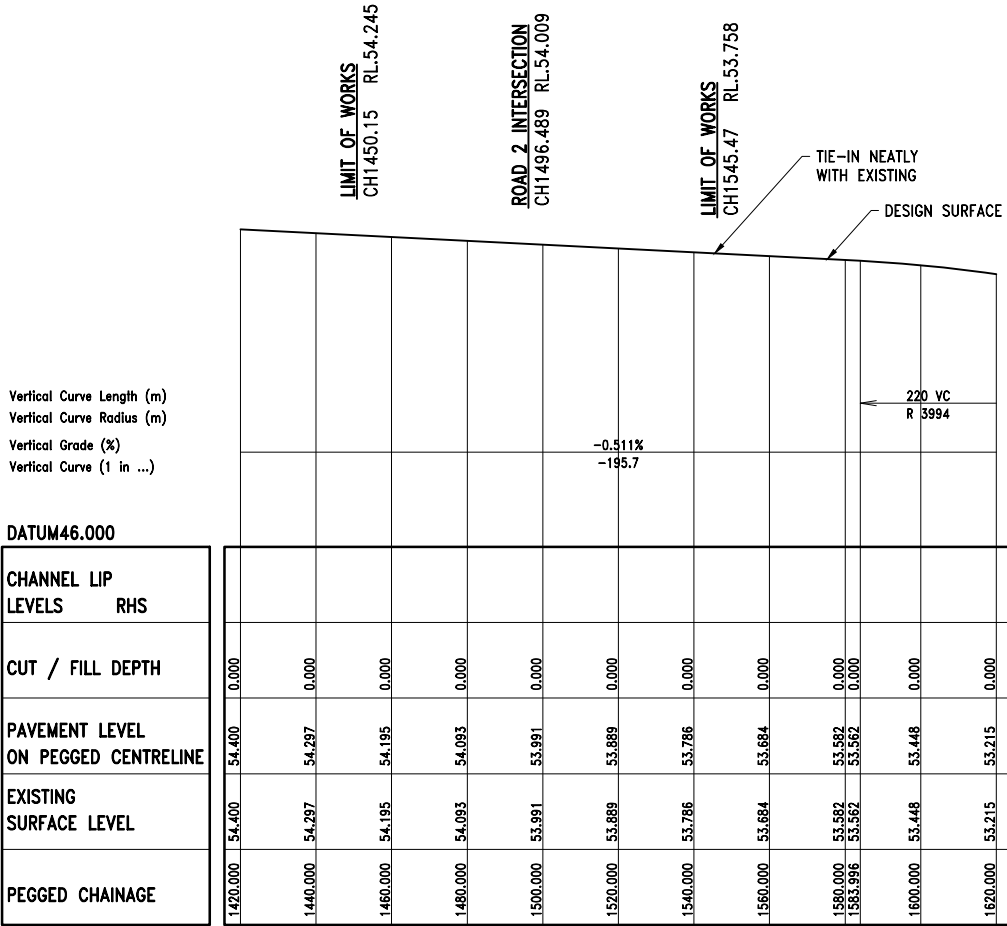 LIMIT OF WORKS
CH1450.15 RL.54.245
ROAD 2 INTERSECTION
CH1496.489 RL.54.009
LIMIT OF WORKS
CH1545.47 RL.53.758
TIE-IN NEATLY
WITH EXISTING
DESIGN SURFACE
Vertical Curve Length (m)
Vertical Curve Radius (m)
Vertical Grade (%)
Vertical Curve (1 in ...)
220 VC
R 3994
-0.511%
-195.7
DATUM46.000
CHANNEL LIP
LEVELS RHS
CUT / FILL DEPTH
0.000 0.000 0.000 0.000 0.000 0.000 0.000 0.000 0.000 0.000 0.000 0.000
PAVEMENT LEVEL
ON PEGGED CENTRELINE
54.400 54.297 54.195 54.093 53.991 53.889 53.786 53.684 53.582 53.562 53.448 53.215
EXISTING
SURFACE LEVEL
54.400 54.297 54.195 54.093 53.991 53.889 53.786 53.684 53.582 53.562 53.448 53.215
PEGGED CHAINAGE
1420.000 1440.000 1460.000 1480.000 1500.000 1520.000 1540.000 1560.000 1580.000 1583.996 1600.000 1620.000